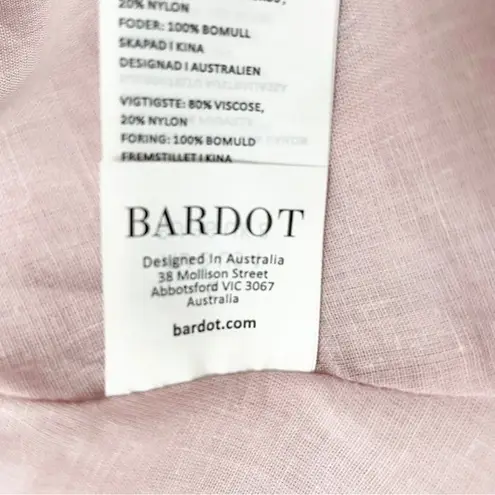 20% NYLON
FODER: 100% BOMULL
SKAPAD I KINA
DESIGNAD I AUSTRALIEN
VIGTIGSTE: 80% VISCOSE,
20% NYLON
FORING: 100% BOMULD
FREMSTILLET I KINA
BARDOT
Designed In Australia
38 Mollison Street
Abbotsford VIC 3067
Australia
bardot.com